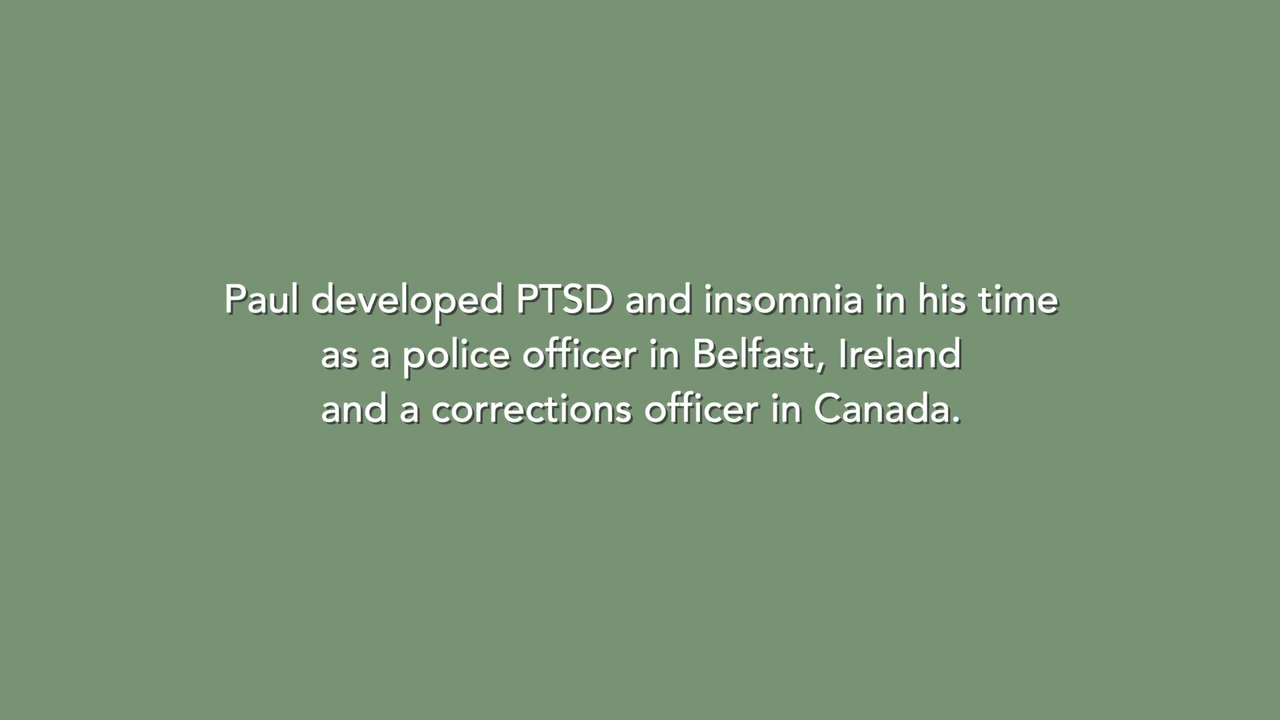 Paul developed PTSD and insomnia in his time
as a police officer in Belfast, Ireland
and a corrections officer in Canada.